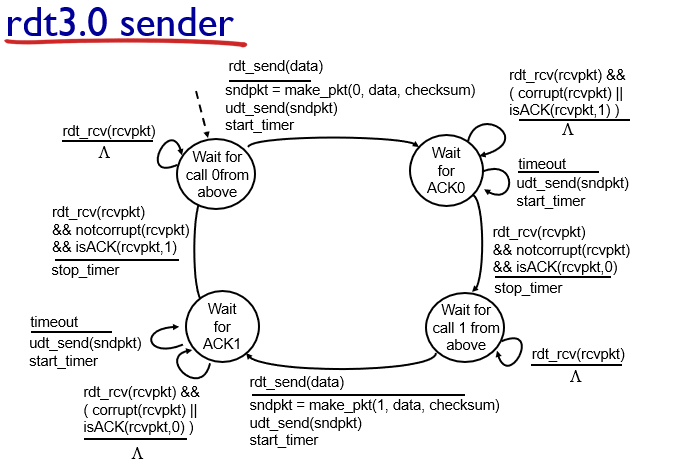 rdt3.0 sender
rdt_send(data)
sndpkt = make_pkt(0, data, checksum)
udt_send(sndpkt)
start_timer
rdt_rcv(rcvpkt) &&
( corrupt(rcvpkt) ||
isACK(rcvpkt,1) )
Λ
rdt_rcv(rcvpkt)
Λ
Wait for
call 0from
above
Wait
for
ACK0
timeout
udt_send(sndpkt)
start_timer
rdt_rcv(rcvpkt)
&& notcorrupt(rcvpkt)
&& isACK(rcvpkt,1)
stop_timer
rdt_rcv(rcvpkt)
&& notcorrupt(rcvpkt)
&& isACK(rcvpkt,0)
stop_timer
Wait
for
ACK1
Wait for
call 1 from
above
timeout
udt_send(sndpkt)
start_timer
rdt_rcv(rcvpkt)
Λ
rdt_rcv(rcvpkt) &&
( corrupt(rcvpkt) ||
isACK(rcvpkt,0) )
Λ
rdt_send(data)
sndpkt = make_pkt(1, data, checksum)
udt_send(sndpkt)
start_timer